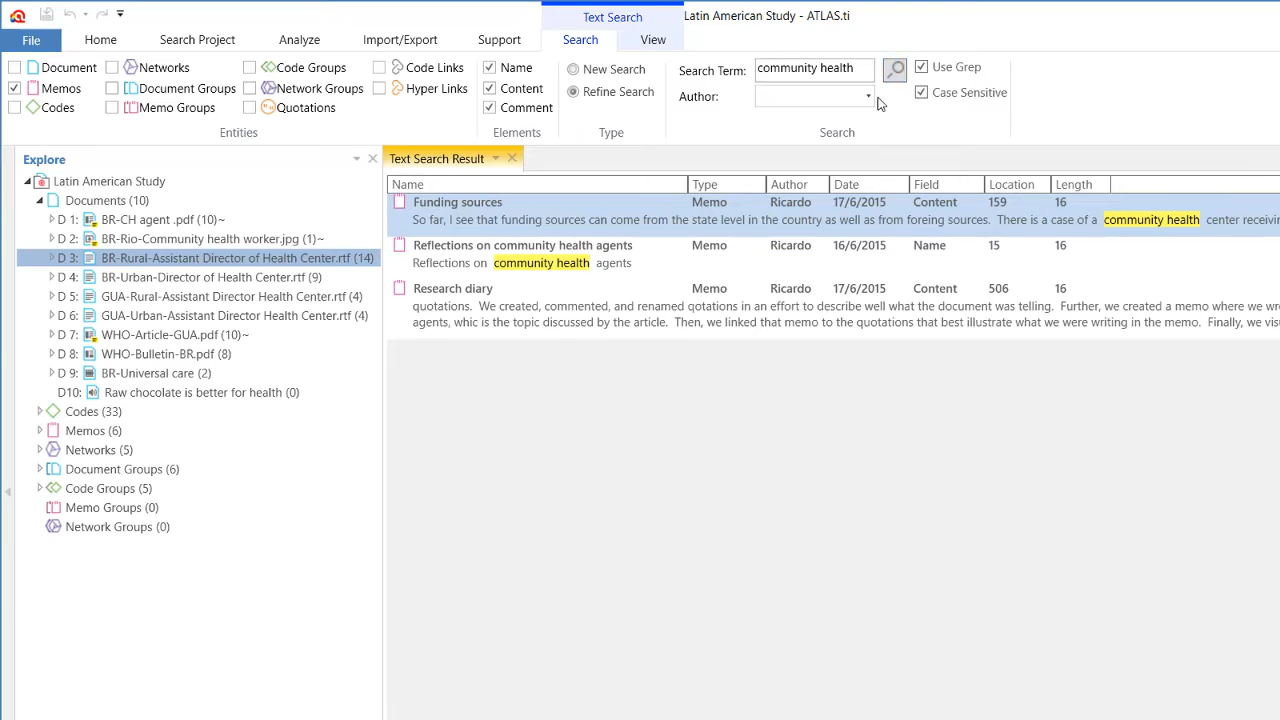 Text Search
Latin American Study - ATLAS.ti
File
Home
Search Project
Analyze
Import/Export
Support
Search
View
Document
Networks
Code Groups
Code Links
Name
New Search
Search Term:
community health
Use Grep
Memos
Document Groups
Network Groups
Hyper Links
Content
Refine Search
Author:
Case Sensitive
Codes
Memo Groups
Quotations
Comment
Entities
Elements
Type
Search
Explore
Latin American Study
Documents (10)
D 1: BR-CH agent .pdf (10)~
D 2: BR-Rio-Community health worker.jpg (1)~
D 3: BR-Rural-Assistant Director of Health Center.rtf (14)
D 4: BR-Urban-Director of Health Center.rtf (9)
D 5: GUA-Rural-Assistant Director Health Center.rtf (4)
D 6: GUA-Urban-Assistant Director Health Center.rtf (4)
D 7: WHO-Article-GUA.pdf (10)~
D 8: WHO-Bulletin-BR.pdf (8)
D 9: BR-Universal care (2)
D10: Raw chocolate is better for health (0)
Codes (33)
Memos (6)
Networks (5)
Document Groups (6)
Code Groups (5)
Memo Groups (0)
Network Groups (0)
Text Search Result
Name Type Author Date Field Location Length
Funding sources Memo Ricardo 17/6/2015 Content 159 16
So far, I see that funding sources can come from the state level in the country as well as from foreing sources. There is a case of a community health center receivin
Reflections on community health agents Memo Ricardo 16/6/2015 Name 15 16
Reflections on community health agents
Research diary Memo Ricardo 17/6/2015 Content 506 16
quotations. We created, commented, and renamed qotations in an effort to describe well what the document was telling. Further, we created a memo where we wr
agents, whic is the topic discussed by the article. Then, we linked that memo to the quotations that best illustrate what we were writing in the memo. Finally, we visu